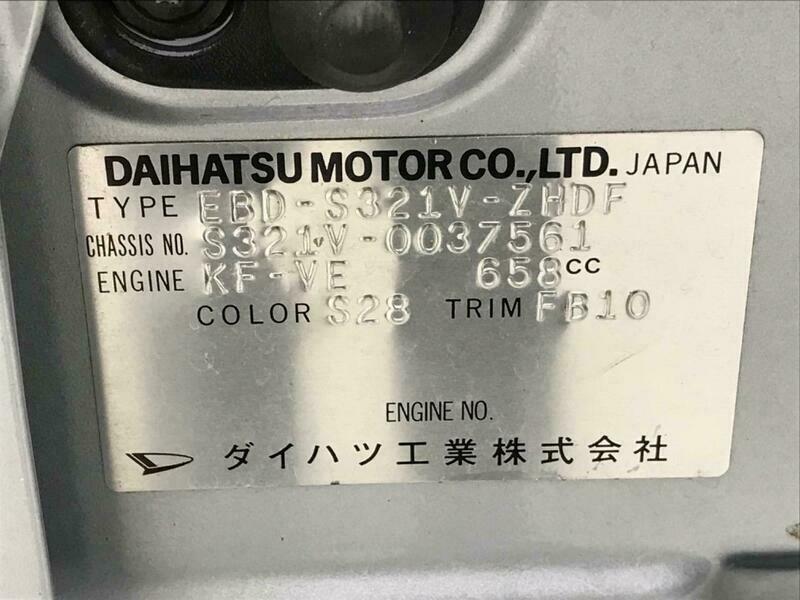 DAIHATSU MOTOR CO.,LTD. JAPAN
TYPE EBD-S321V-ZHDF
CHASSIS NO. S321V-0037561
ENGINE KF-VE 658CC
COLOR S28 TRIM FB10
ENGINE NO.
ダイハツ工業株式会社